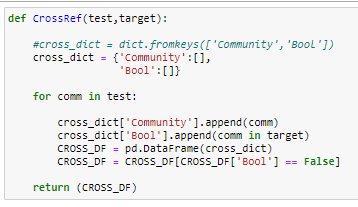 def CrossRef(test,target):
#cross_dict = dict.fromkeys(['Community','Bool'])
cross_dict = {'Community':[],
'Bool':[]}
for comm in test:
cross_dict['Community'].append(comm)
cross_dict['Bool'].append(comm in target)
CROSS_DF = pd.DataFrame(cross_dict)
CROSS_DF = CROSS_DF[CROSS_DF['Bool'] == False]
return (CROSS_DF)